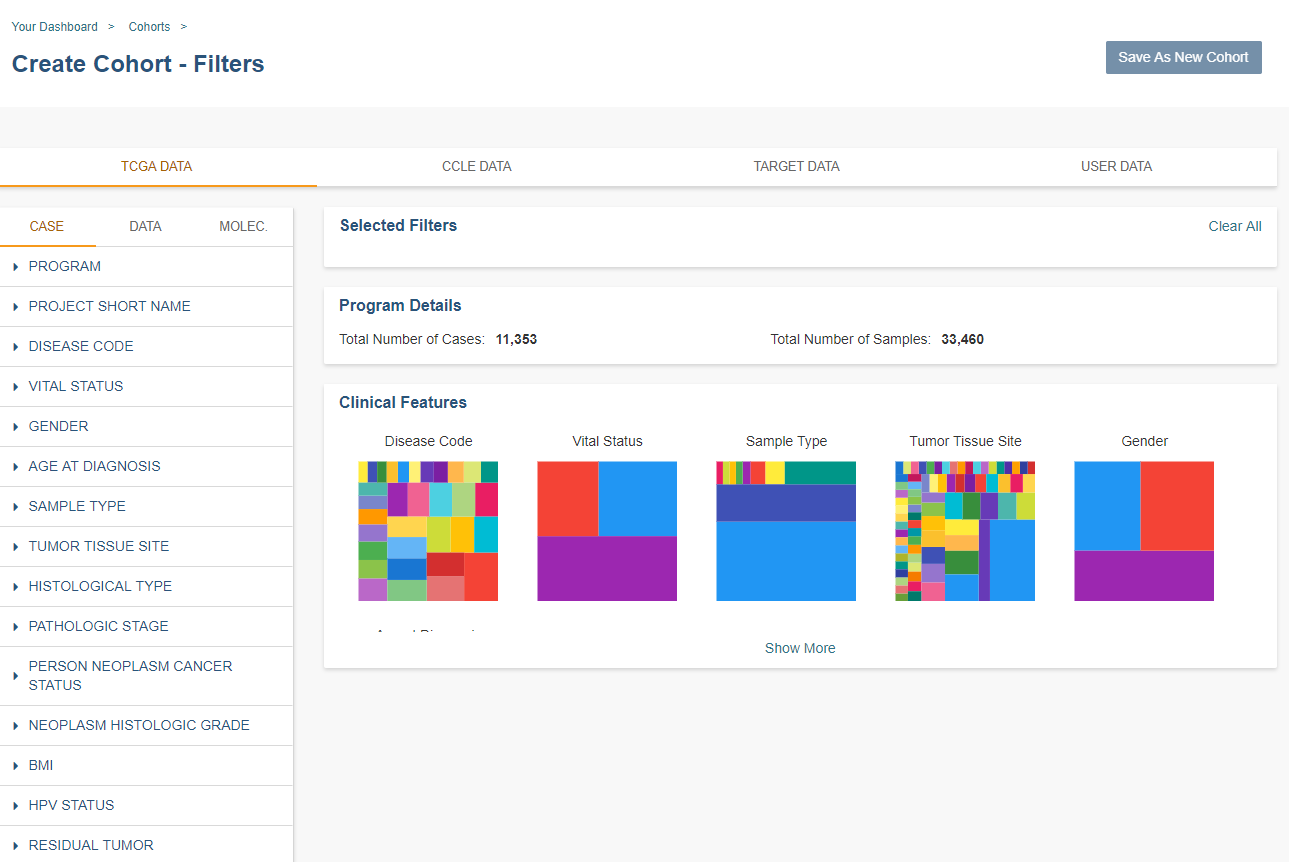 Your Dashboard > Cohorts >
Create Cohort - Filters
Save As New Cohort
TCGA DATA
CCLE DATA
TARGET DATA
USER DATA
CASE
DATA
MOLEC.
PROGRAM
PROJECT SHORT NAME
DISEASE CODE
VITAL STATUS
GENDER
AGE AT DIAGNOSIS
SAMPLE TYPE
TUMOR TISSUE SITE
HISTOLOGICAL TYPE
PATHOLOGIC STAGE
PERSON NEOPLASM CANCER
STATUS
NEOPLASM HISTOLOGIC GRADE
BMI
HPV STATUS
RESIDUAL TUMOR
Selected Filters
Clear All
Program Details
Total Number of Cases: 11,353
Total Number of Samples: 33,460
Clinical Features
Disease Code
Vital Status
Sample Type
Tumor Tissue Site
Gender
Show More